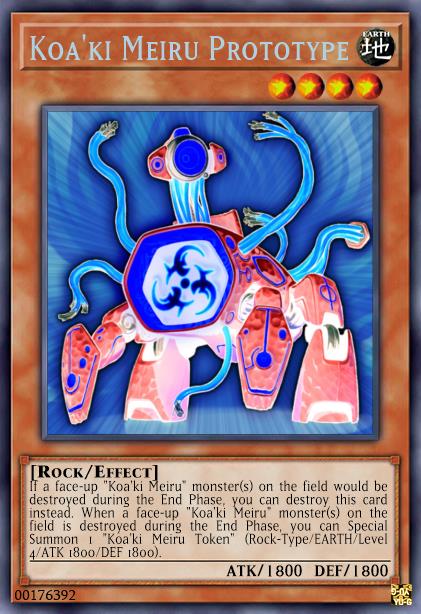 Koa'ki Meiru Prototype
EARTH
地
[Rock/Effect]
If a face-up "Koa'ki Meiru" monster(s) on the field would be
destroyed during the End Phase, you can destroy this card
instead. When a face-up "Koa'ki Meiru" monster(s) on the
field is destroyed during the End Phase, you can Special
Summon 1 "Koa'ki Meiru Token" (Rock-Type/EARTH/Level
4/ATK 1800/DEF 1800).
ATK/1800 DEF/1800
00176392